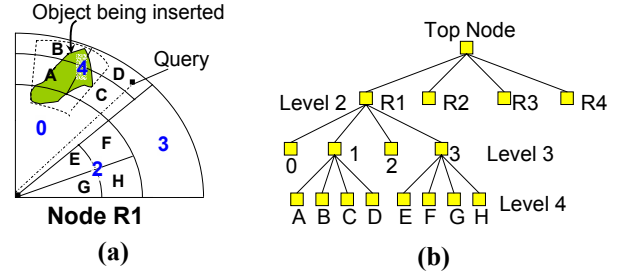 Object being inserted
B
Query
A
4
D
C
0
F
3
E
2
G
H
Node R1
(a)
Top Node
Level 2
R1
R2
R3
R4
0
1
2
3
Level 3
A
B
C
D
E
F
G
H
Level 4
(b)